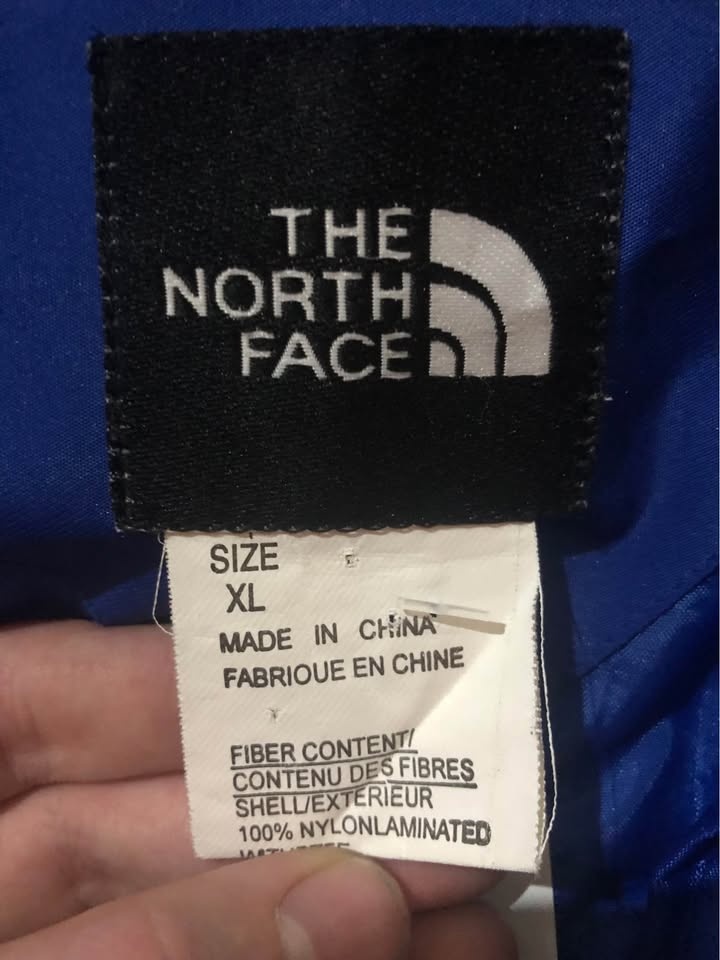 THE
NORTH
FACE
SIZE
XL
MADE IN CHINA
FABRIOUE EN CHINE
FIBER CONTENT/
CONTENU DES FIBRES
SHELL/EXTERIEUR
100% NYLONLAMINATED